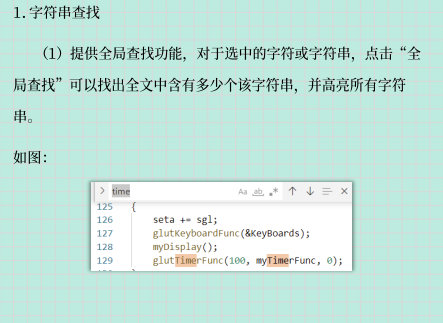 1.字符串查找
（1）提供全局查找功能，对于选中的字符或字符串，点击“全
局查找”可以找出全文中含有多少个该字符串，并高亮所有字符
串。
如图：
time Aa ab .*
125 {
126 seta += sgl;
127 glutKeyboardFunc(&KeyBoards);
128 myDisplay();
129 glutTimerFunc(100, myTimerFunc, 0);